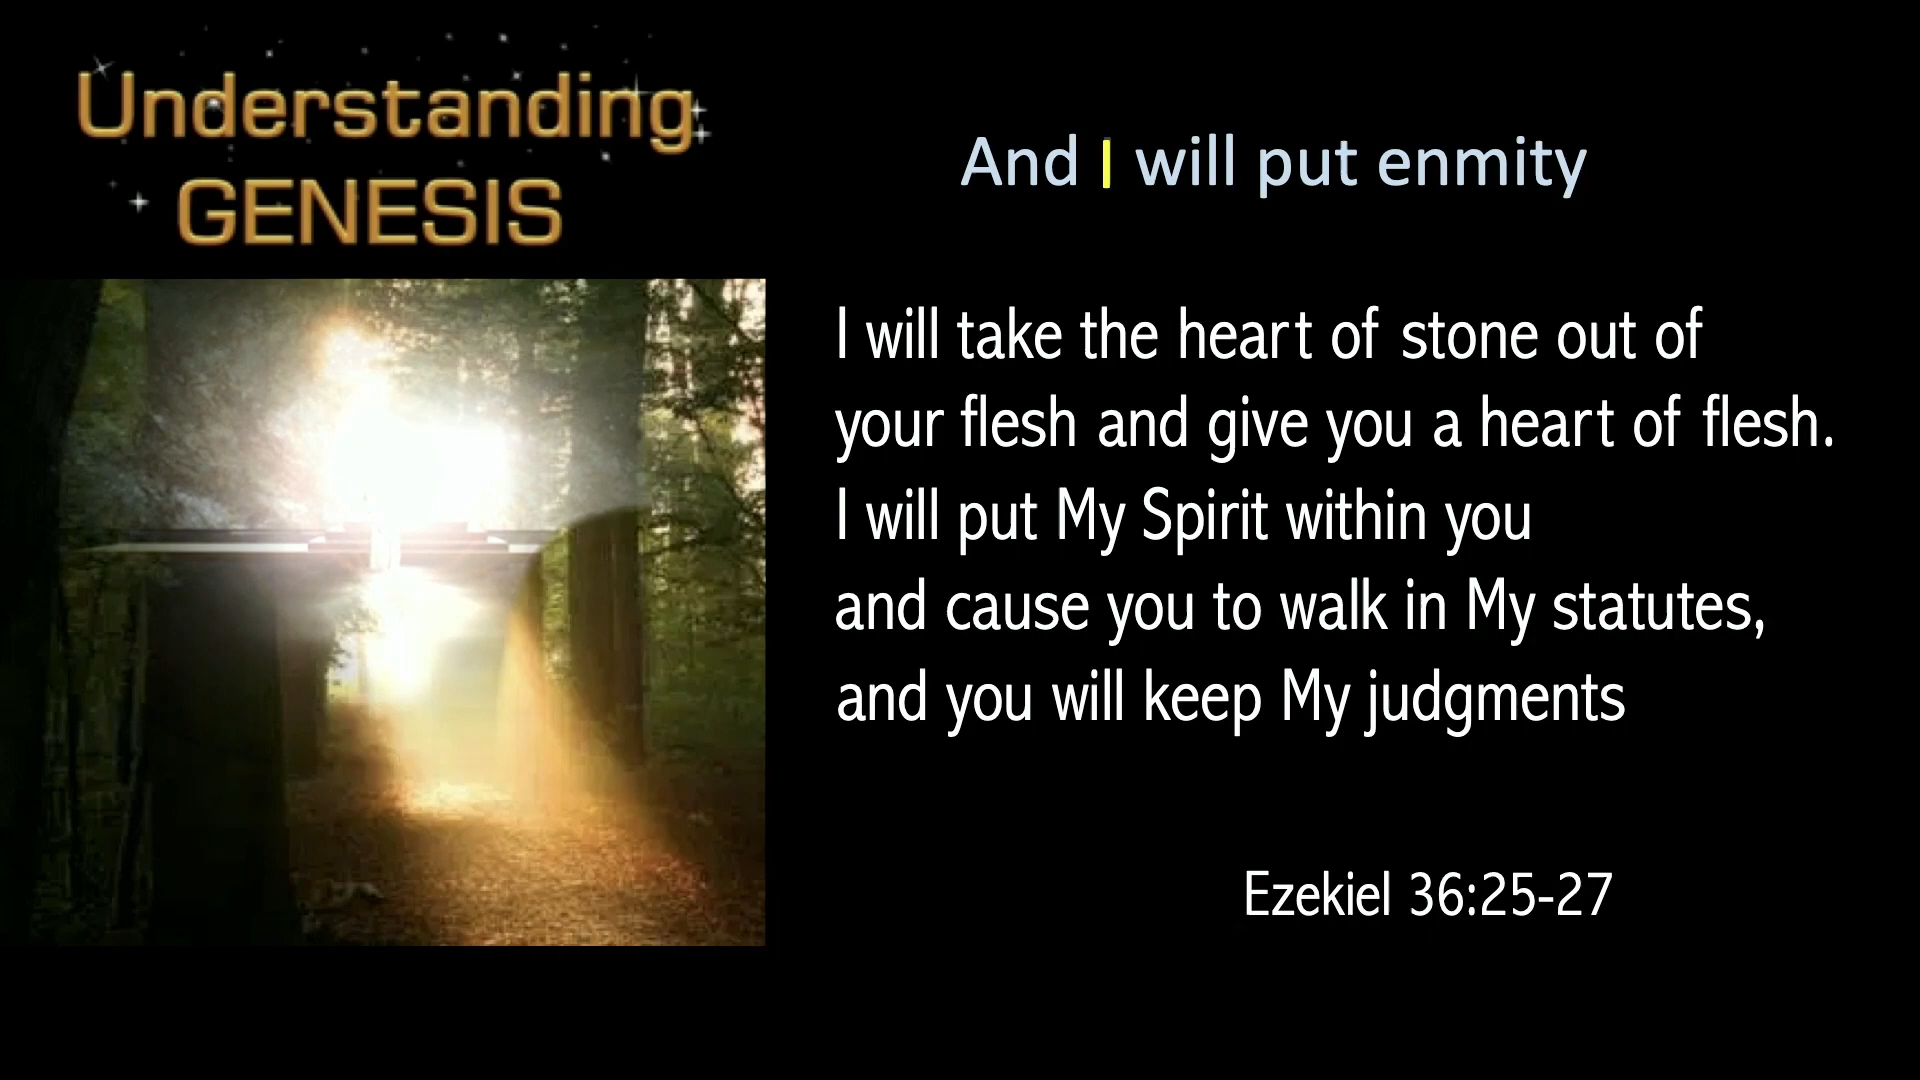 Understanding
GENESIS
And I will put enmity
I will take the heart of stone out of
your flesh and give you a heart of flesh.
I will put My Spirit within you
and cause you to walk in My statutes,
and you will keep My judgments
Ezekiel 36:25-27